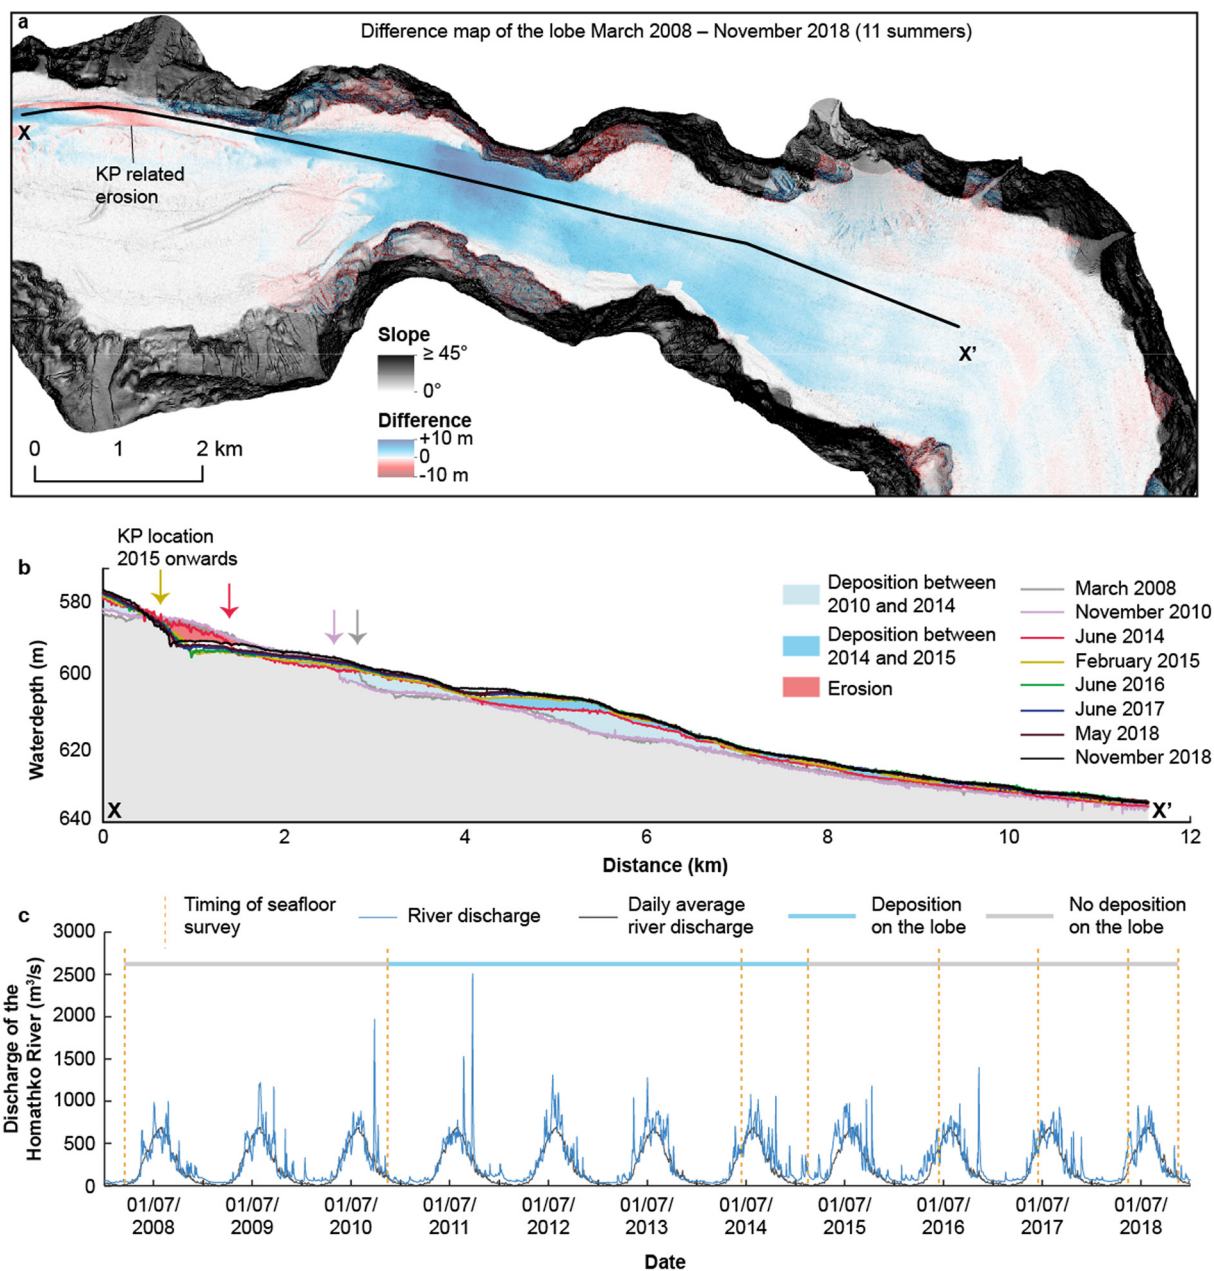 a
Difference map of the lobe March 2008 – November 2018 (11 summers)
X
KP related
erosion
X'
Slope
≥ 45°
0°
Difference
+10 m
0
-10 m
0 1 2 km
b
KP location
2015 onwards
580
600
620
640
Waterdepth (m)
X
X'
0 2 4 6 8 10 12
Distance (km)
Deposition between
2010 and 2014
Deposition between
2014 and 2015
Erosion
March 2008
November 2010
June 2014
February 2015
June 2016
June 2017
May 2018
November 2018
c
Timing of seafloor
survey
River discharge
Daily average
river discharge
Deposition
on the lobe
No deposition
on the lobe
3000
2500
2000
1500
1000
500
0
Discharge of the
Homathko River (m³/s)
01/07/ 01/07/ 01/07/ 01/07/ 01/07/ 01/07/ 01/07/ 01/07/ 01/07/ 01/07/ 01/07/
2008 2009 2010 2011 2012 2013 2014 2015 2016 2017 2018
Date